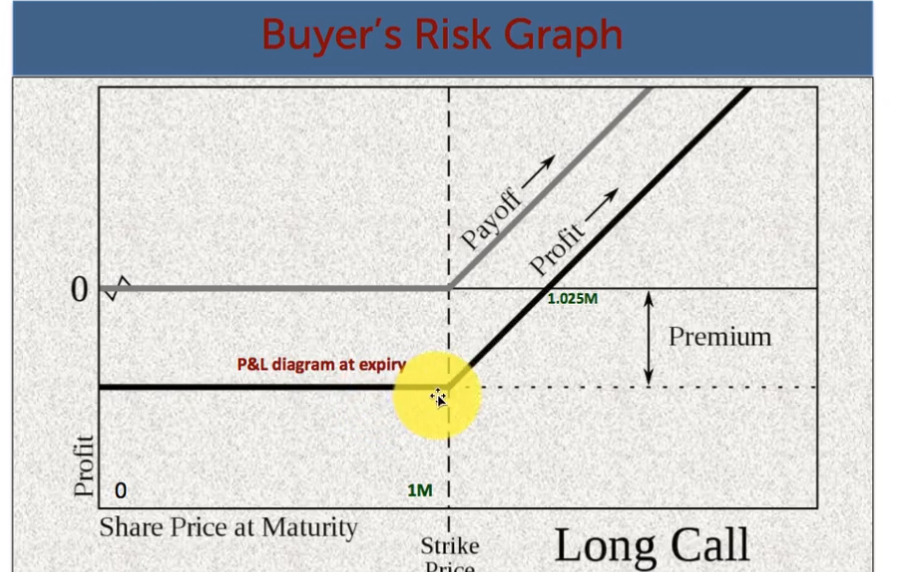 Buyer's Risk Graph
Payoff
Profit
0
1.025M
Premium
P&L diagram at expiry
Profit
0
1M
Share Price at Maturity
Strike
Price
Long Call